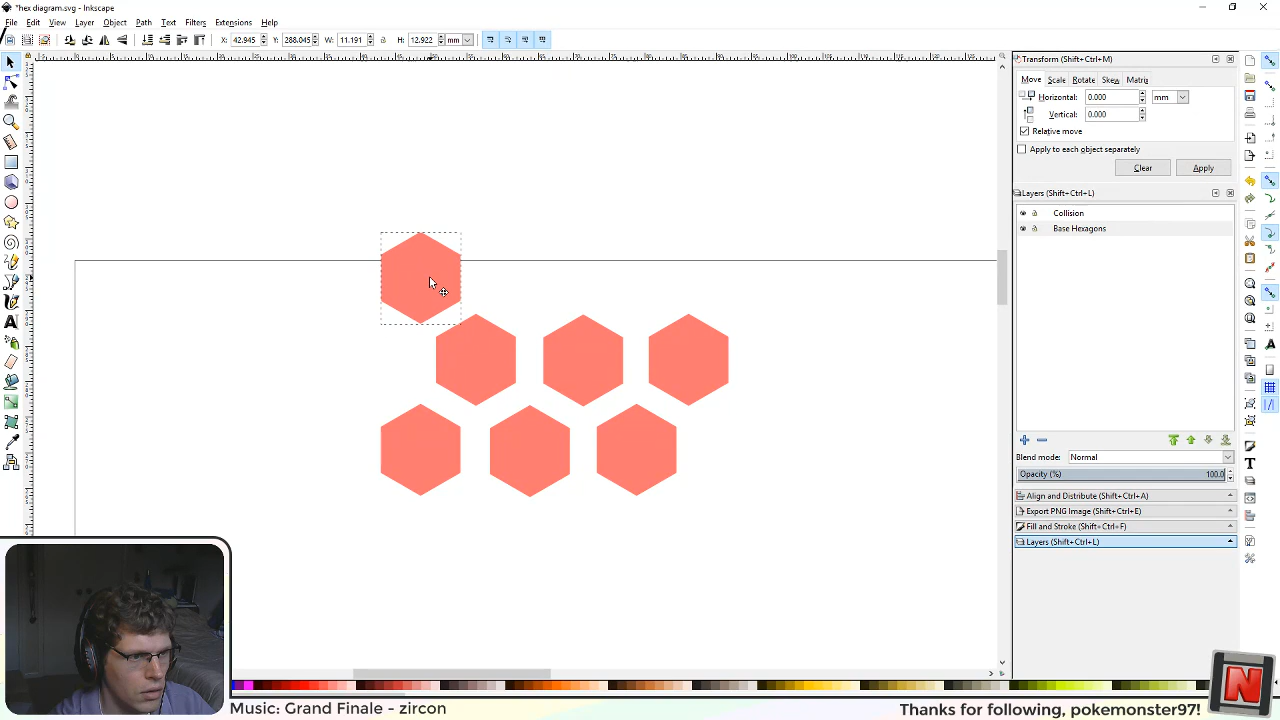 *hex diagram.svg - Inkscape
File Edit View Layer Object Path Text Filters Extensions Help
X: 42.945 Y: 288.045 W: 11.191 H: 12.922 mm
Transform (Shift+Ctrl+M)
Move Scale Rotate Skew Matrix
Horizontal: 0.000 mm
Vertical: 0.000
Relative move
Apply to each object separately
Clear Apply
Layers (Shift+Ctrl+L)
Collision
Base Hexagons
Blend mode: Normal
Opacity (%) 100.0
Align and Distribute (Shift+Ctrl+A)
Export PNG Image (Shift+Ctrl+E)
Fill and Stroke (Shift+Ctrl+F)
Layers (Shift+Ctrl+L)
Music: Grand Finale - zircon
Thanks for following, pokemonster97!
N